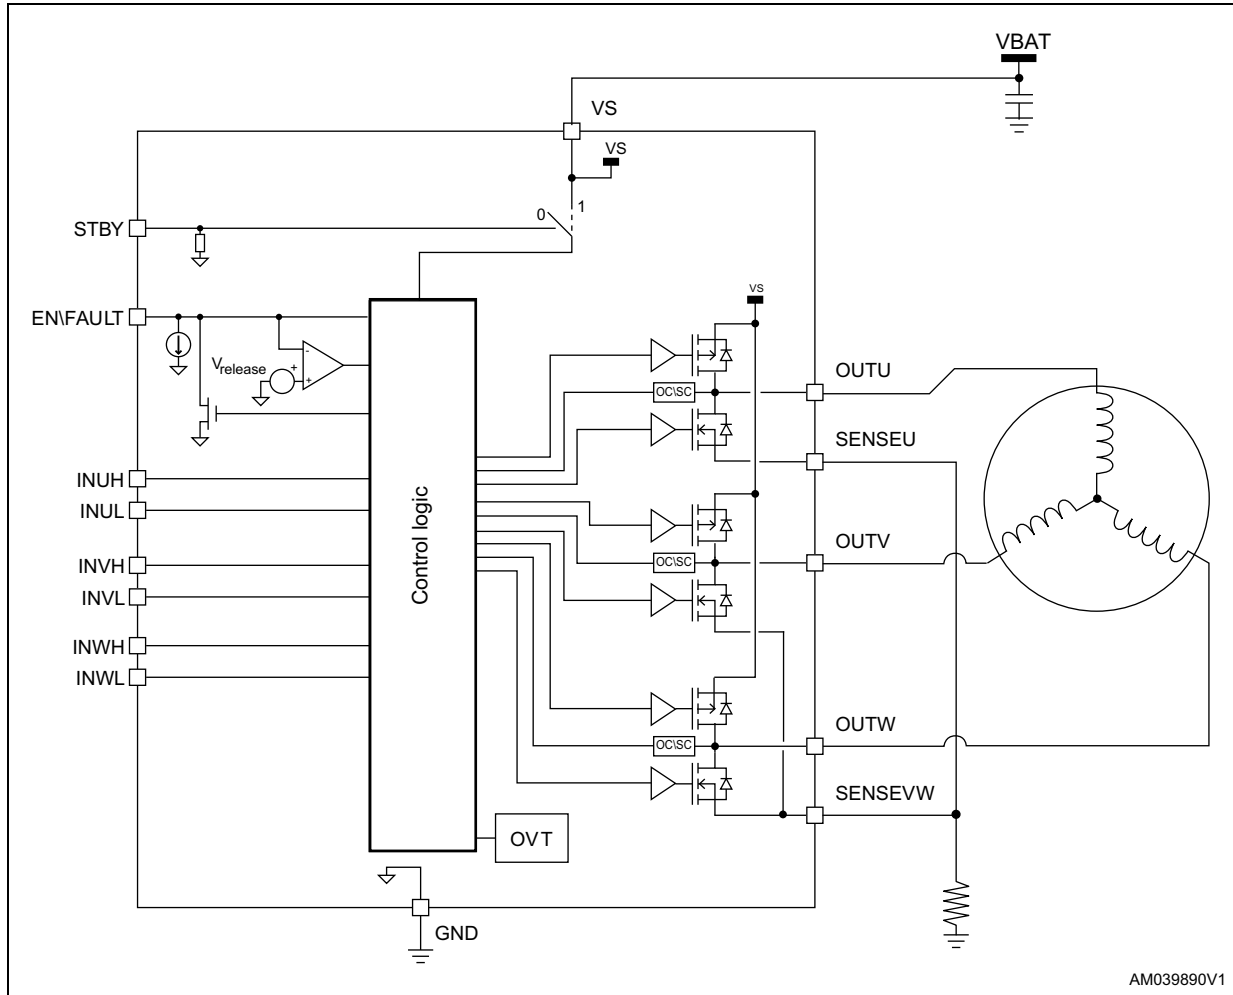 VBAT
VS
VS
STBY
0
1
EN\FAULT
VS
Vrelease
+
-
+
OUTU
OC\SC
SENSEU
INUH
INUL
Control logic
OUTV
OC\SC
INVH
INVL
INWH
INWL
OUTW
OC\SC
SENSEVW
OVT
GND
AM039890V1